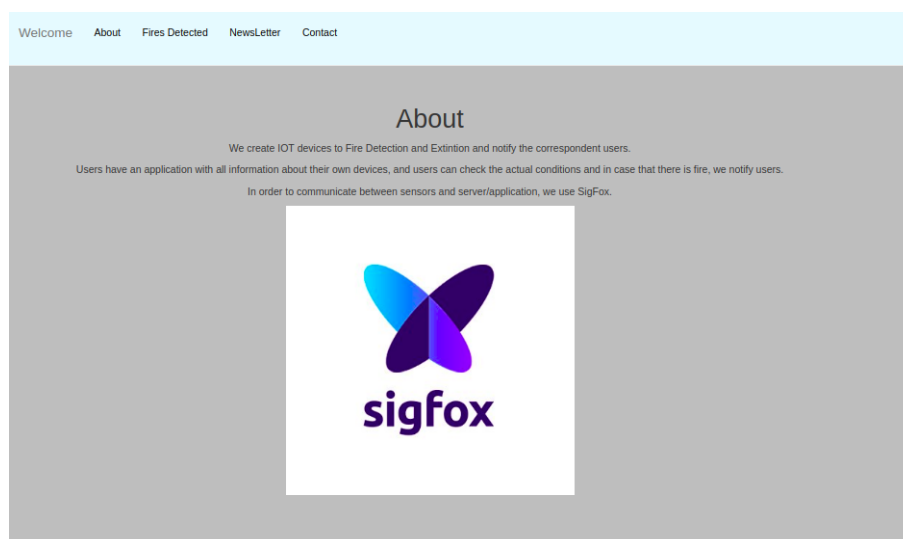 Welcome About Fires Detected NewsLetter Contact
About
We create IOT devices to Fire Detection and Extintion and notify the correspondent users.
Users have an application with all information about their own devices, and users can check the actual conditions and in case that there is fire, we notify users.
In order to communicate between sensors and server/application, we use SigFox.
sigfox